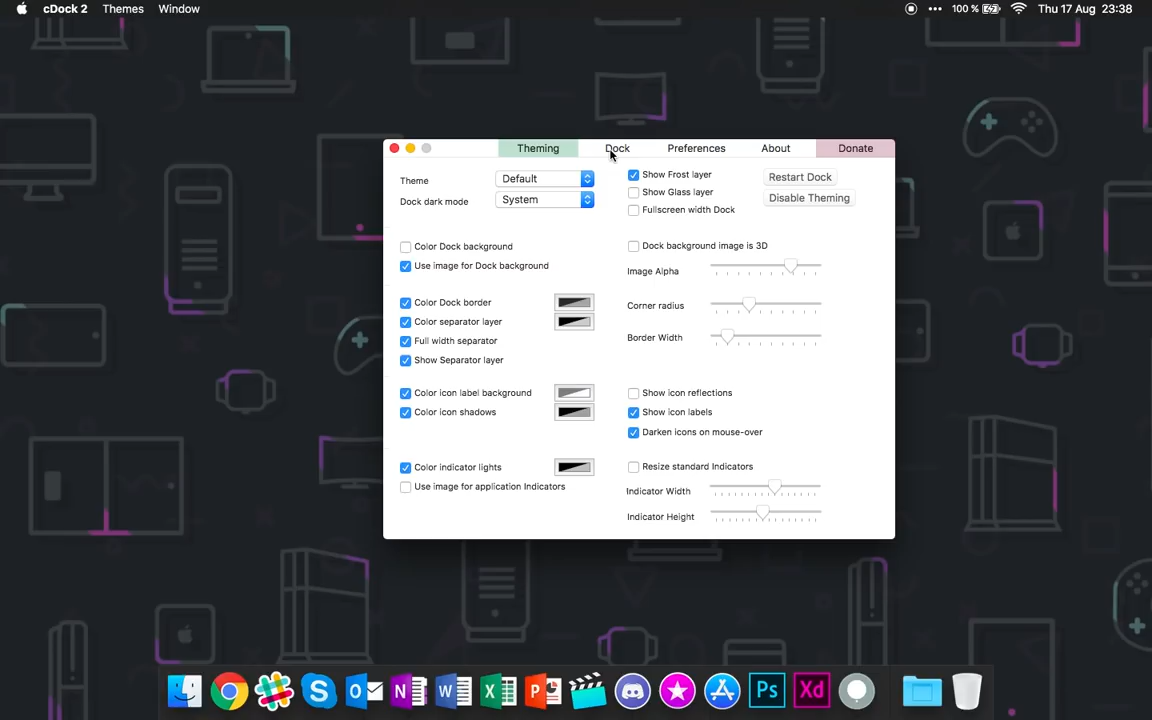 cDock 2 Themes Window 100 % Thu 17 Aug 23:38
Theming Dock Preferences About Donate
Theme Default
Dock dark mode System
Show Frost layer
Show Glass layer
Fullscreen width Dock
Restart Dock
Disable Theming
Color Dock background
Use image for Dock background
Dock background image is 3D
Image Alpha
Color Dock border
Color separator layer
Full width separator
Show Separator layer
Corner radius
Border Width
Color icon label background
Color icon shadows
Show icon reflections
Show icon labels
Darken icons on mouse-over
Color indicator lights
Use image for application Indicators
Resize standard Indicators
Indicator Width
Indicator Height
S O N W X P Ps Xd